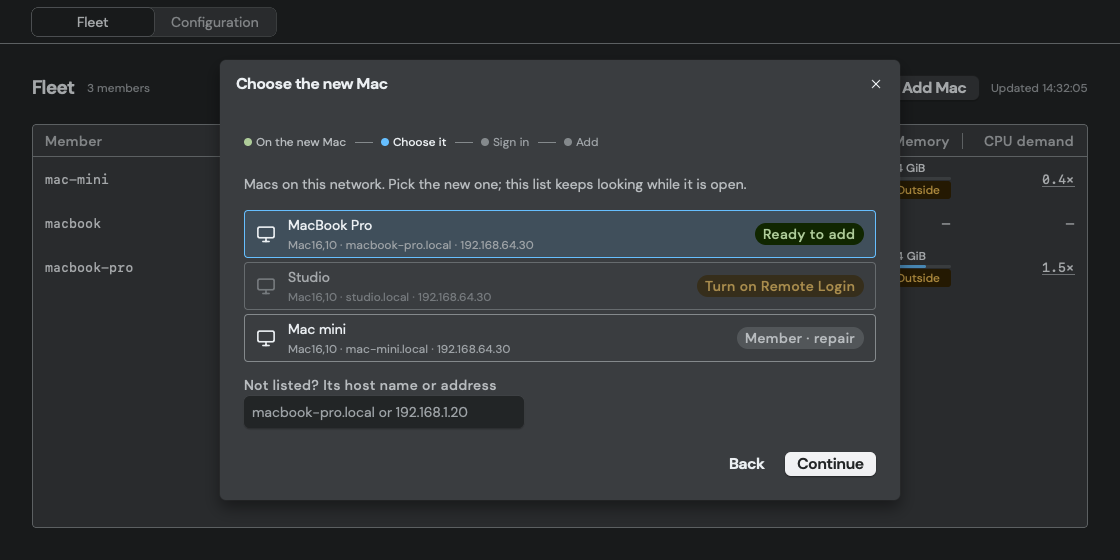 Fleet Configuration
Fleet 3 members
Add Mac Updated 14:32:05
Choose the new Mac
On the new Mac Choose it Sign in Add
Macs on this network. Pick the new one; this list keeps looking while it is open.
MacBook Pro
Mac16,10 · macbook-pro.local · 192.168.64.30
Ready to add
Studio
Mac16,10 · studio.local · 192.168.64.30
Turn on Remote Login
Mac mini
Mac16,10 · mac-mini.local · 192.168.64.30
Member · repair
Not listed? Its host name or address
macbook-pro.local or 192.168.1.20
Back Continue
Member
Memory CPU demand
mac-mini
GiB
Outside
0.4×
macbook
— —
macbook-pro
GiB
Outside
1.5×